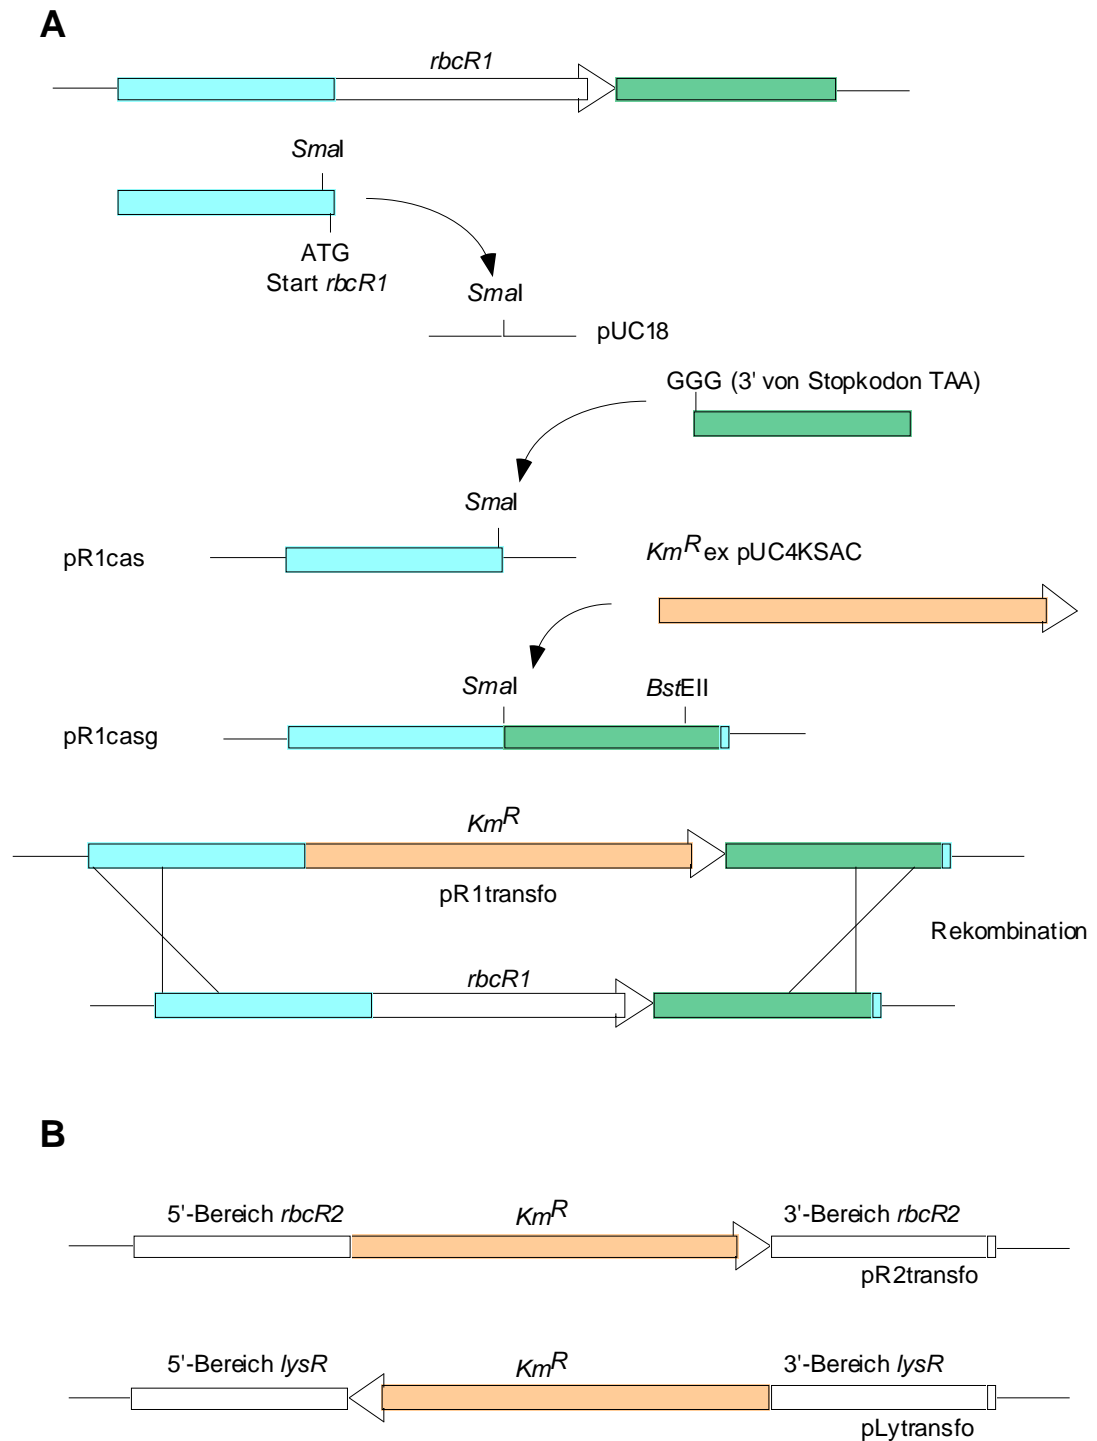 A
rbcR1
SmaI
ATG
Start rbcR1
SmaI
pUC18
GGG (3' von Stopkodon TAA)
SmaI
pR1cas
KmR ex pUC4KSAC
SmaI
BstEII
pR1casg
KmR
pR1transfo
Rekombination
rbcR1
B
5'-Bereich rbcR2
KmR
3'-Bereich rbcR2
pR2transfo
5'-Bereich lysR
KmR
3'-Bereich lysR
pLytransfo